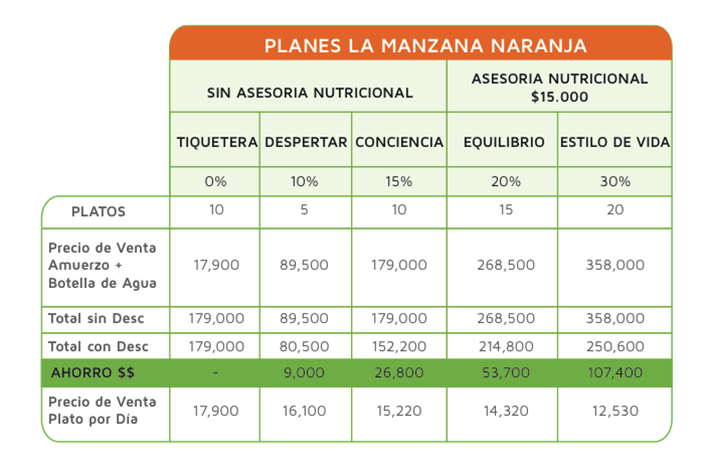 PLANES LA MANZANA NARANJA
SIN ASESORIA NUTRICIONAL
ASESORIA NUTRICIONAL
$15.000
TIQUETERA DESPERTAR CONCIENCIA EQUILIBRIO ESTILO DE VIDA
0% 10% 15% 20% 30%
PLATOS 10 5 10 15 20
Precio de Venta
Amuerzo +
Botella de Agua
17,900 89,500 179,000 268,500 358,000
Total sin Desc 179,000 89,500 179,000 268,500 358,000
Total con Desc 179,000 80,500 152,200 214,800 250,600
AHORRO $$ - 9,000 26,800 53,700 107,400
Precio de Venta
Plato por Día
17,900 16,100 15,220 14,320 12,530